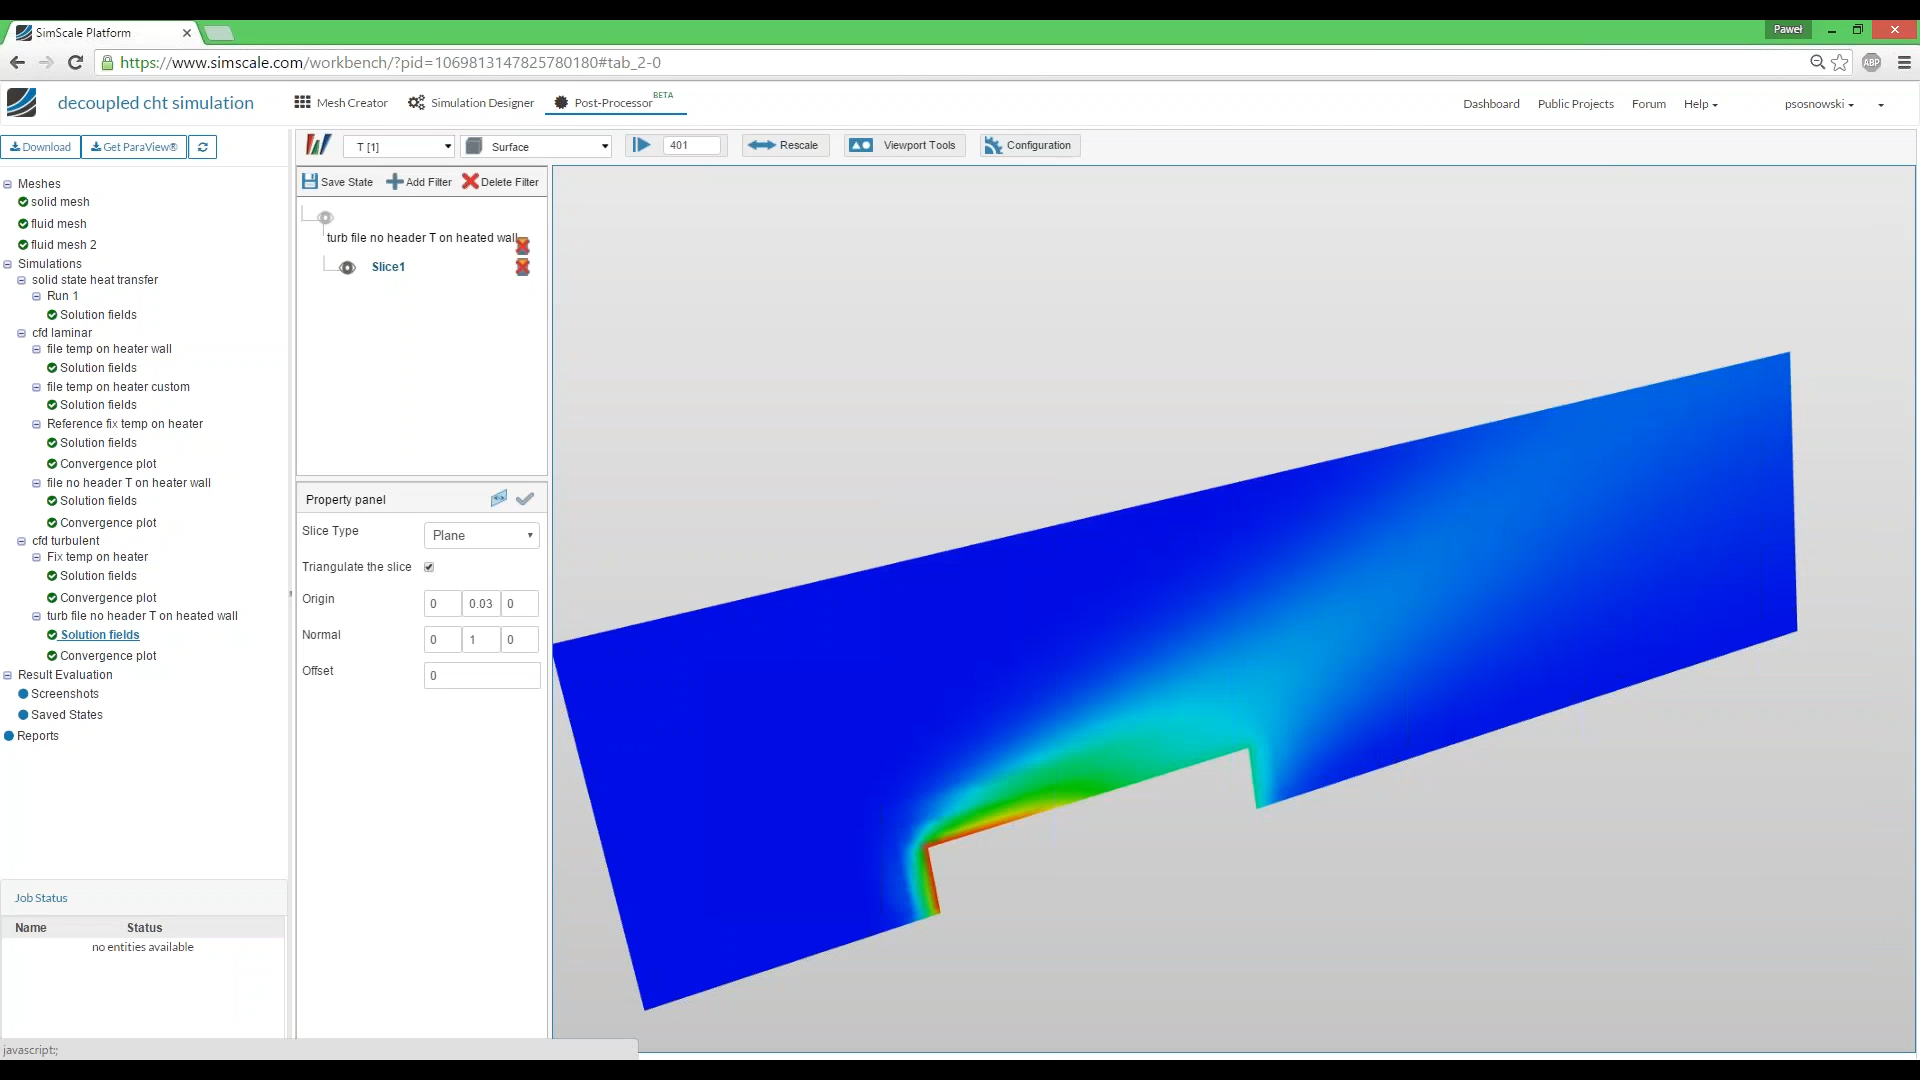 SimScale Platform
Paweł
https://www.simscale.com/workbench/?pid=1069813147825780180#tab_2-0
ABP
decoupled cht simulation
Mesh Creator
Simulation Designer
Post-Processor
BETA
Dashboard
Public Projects
Forum
Help
psosnowski
Download
Get ParaView®
T [1]
Surface
401
Rescale
Viewport Tools
Configuration
Save State
Add Filter
Delete Filter
turb file no header T on heated wall
Slice1
Meshes
solid mesh
fluid mesh
fluid mesh 2
Simulations
solid state heat transfer
Run 1
Solution fields
cfd laminar
file temp on heater wall
Solution fields
file temp on heater custom
Solution fields
Reference fix temp on heater
Solution fields
Convergence plot
file no header T on heater wall
Solution fields
Convergence plot
cfd turbulent
Fix temp on heater
Solution fields
Convergence plot
turb file no header T on heated wall
Solution fields
Convergence plot
Result Evaluation
Screenshots
Saved States
Reports
Property panel
Slice Type
Plane
Triangulate the slice
Origin
0
0.03
0
Normal
0
1
0
Offset
0
Job Status
Name
Status
no entities available
javascript:;